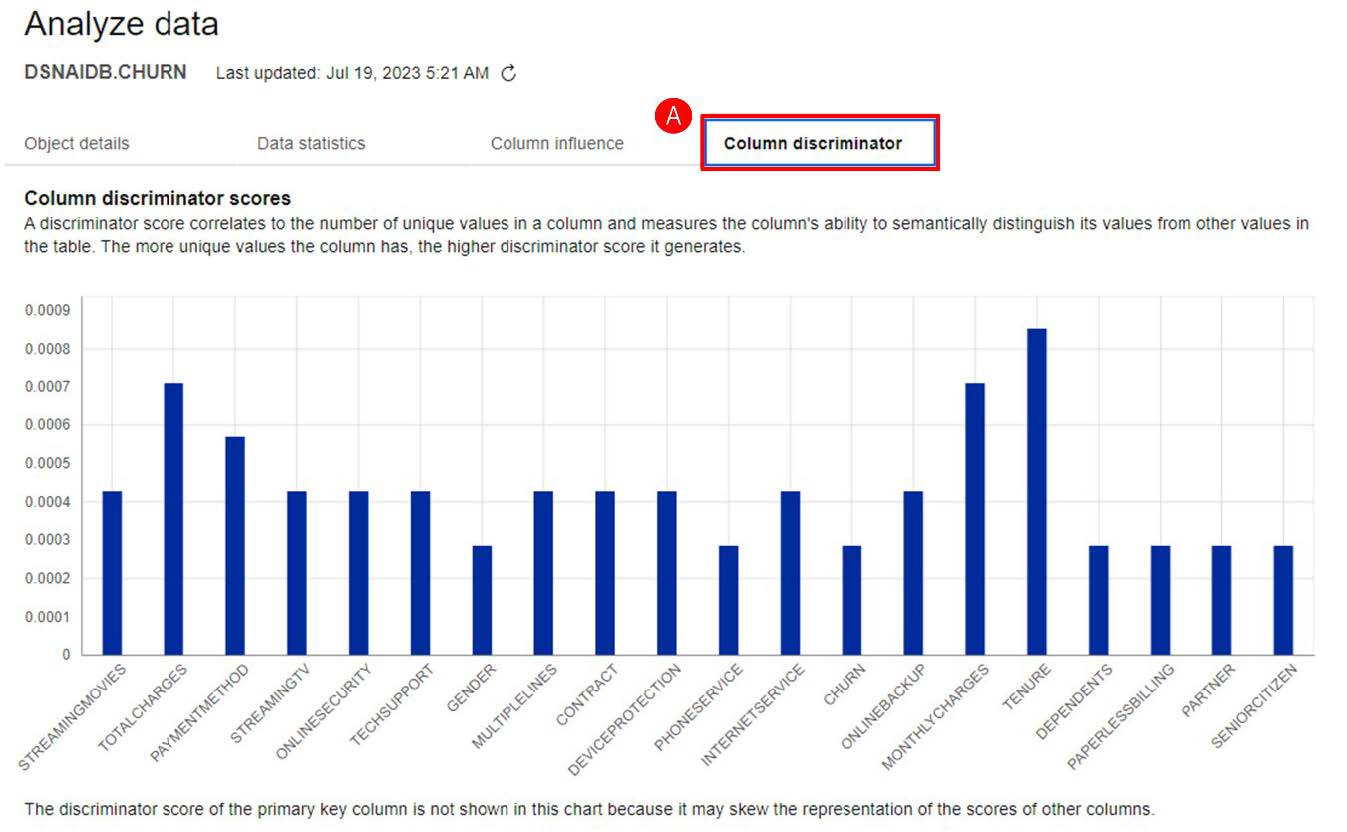 Analyze data
DSNAIDB.CHURN Last updated: Jul 19, 2023 5:21 AM
A
Object details Data statistics Column influence Column discriminator
Column discriminator scores
A discriminator score correlates to the number of unique values in a column and measures the column's ability to semantically distinguish its values from other values in
the table. The more unique values the column has, the higher discriminator score it generates.
0.0009
0.0008
0.0007
0.0006
0.0005
0.0004
0.0003
0.0002
0.0001
0
STREAMINGMOVIES
TOTALCHARGES
PAYMENTMETHOD
STREAMINGTV
ONLINESECURITY
TECHSUPPORT
GENDER
MULTIPLELINES
CONTRACT
DEVICEPROTECTION
PHONESERVICE
INTERNETSERVICE
CHURN
ONLINEBACKUP
MONTHLYCHARGES
TENURE
DEPENDENTS
PAPERLESSBILLING
PARTNER
SENIORCITIZEN
The discriminator score of the primary key column is not shown in this chart because it may skew the representation of the scores of other columns.